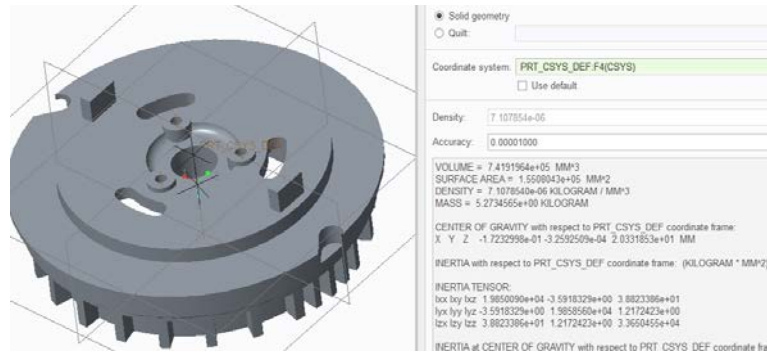 Solid geometry
Quilt:
Coordinate system: PRT_CSYS_DEF:F4(CSYS)
Use default
Density: 7.107854e-06
Accuracy: 0.00001000
VOLUME = 7.4191964e+05 MM^3
SURFACE AREA = 1.5508043e+05 MM^2
DENSITY = 7.1078540e-06 KILOGRAM / MM^3
MASS = 5.2734565e+00 KILOGRAM
CENTER OF GRAVITY with respect to PRT_CSYS_DEF coordinate frame:
X Y Z -1.7232998e-01 -3.2592509e-04 2.0331853e+01 MM
INERTIA with respect to PRT_CSYS_DEF coordinate frame: (KILOGRAM * MM^2)
INERTIA TENSOR:
Ixx Ixy Ixz 1.9850090e+04 -3.5918329e+00 3.8823386e+01
Iyx Iyy Iyz -3.5918329e+00 1.9858560e+04 1.2172423e+00
Izx Izy Izz 3.8823386e+01 1.2172423e+00 3.3650455e+04
INERTIA at CENTER OF GRAVITY with respect to PRT_CSYS_DEF coordinate fra
PRT_CSYS_DEF